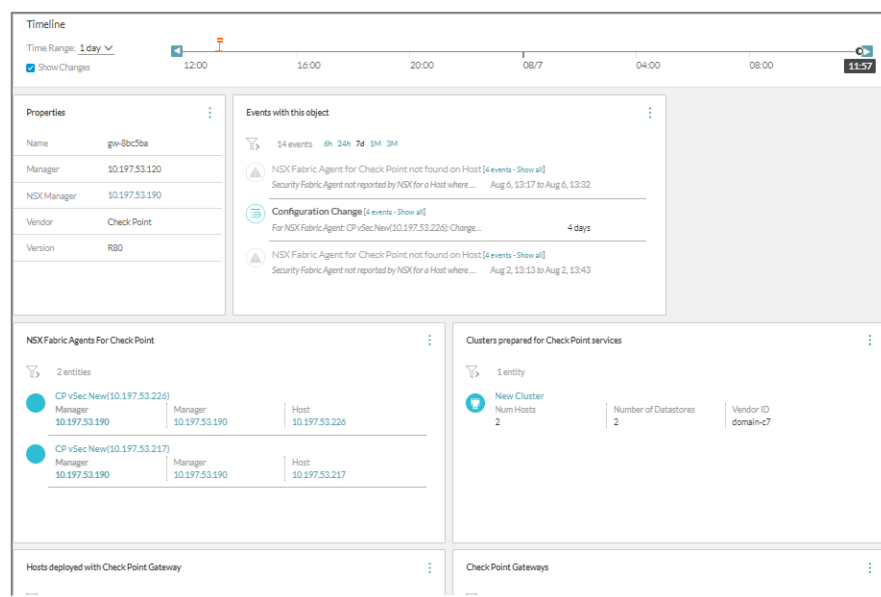 Timeline
Time Range: 1 day
Show Changes
12:00 16:00 20:00 08/7 04:00 08:00 11:57
Properties
Name gw-8bc5ba
Manager 10.197.53.120
NSX Manager 10.197.53.190
Vendor Check Point
Version R80
Events with this object
14 events 6h 24h 7d 1M 3M
NSX Fabric Agent for Check Point not found on Host [4 events - Show all]
Security Fabric Agent not reported by NSX for a Host where ... Aug 6, 13:17 to Aug 6, 13:32
Configuration Change [4 events - Show all]
For NSX Fabric Agent: CP vSec New(10.197.53.226): Change... 4 days
NSX Fabric Agent for Check Point not found on Host [4 events - Show all]
Security Fabric Agent not reported by NSX for a Host where ... Aug 2, 13:13 to Aug 2, 13:43
NSX Fabric Agents For Check Point
2 entities
CP vSec New(10.197.53.226)
Manager Manager Host
10.197.53.190 10.197.53.190 10.197.53.226
CP vSec New(10.197.53.217)
Manager Manager Host
10.197.53.190 10.197.53.190 10.197.53.217
Clusters prepared for Check Point services
1 entity
New Cluster
Num Hosts Number of Datastores Vendor ID
2 2 domain-c7
Hosts deployed with Check Point Gateway
Check Point Gateways